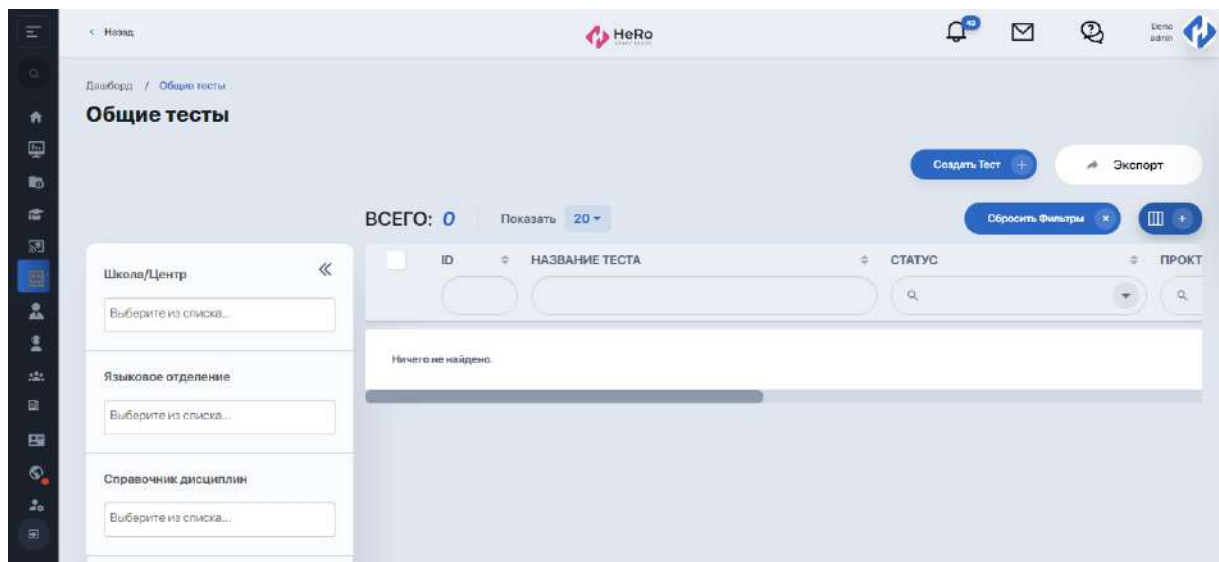 Назад
HeRo
43
Demo
admin
Дашборд / Общие тесты
Общие тесты
Создать Тест +
Экспорт
ВСЕГО: 0 Показать 20
Сбросить Фильтры ×
+
Школа/Центр
Выберите из списка...
Языковое отделение
Выберите из списка...
Справочник дисциплин
Выберите из списка...
ID НАЗВАНИЕ ТЕСТА СТАТУС ПРОКТ
Ничего не найдено.